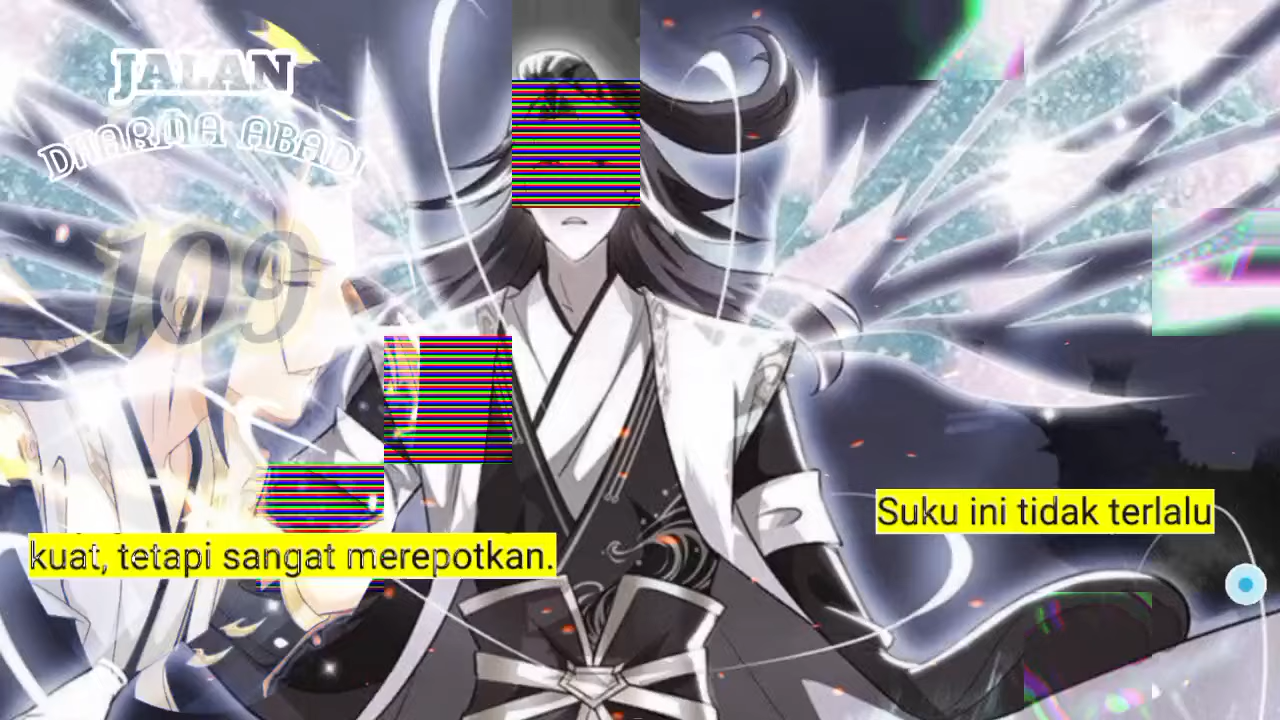 JALAN
DHARMA ABADI
109
Suku ini tidak terlalu
kuat, tetapi sangat merepotkan.